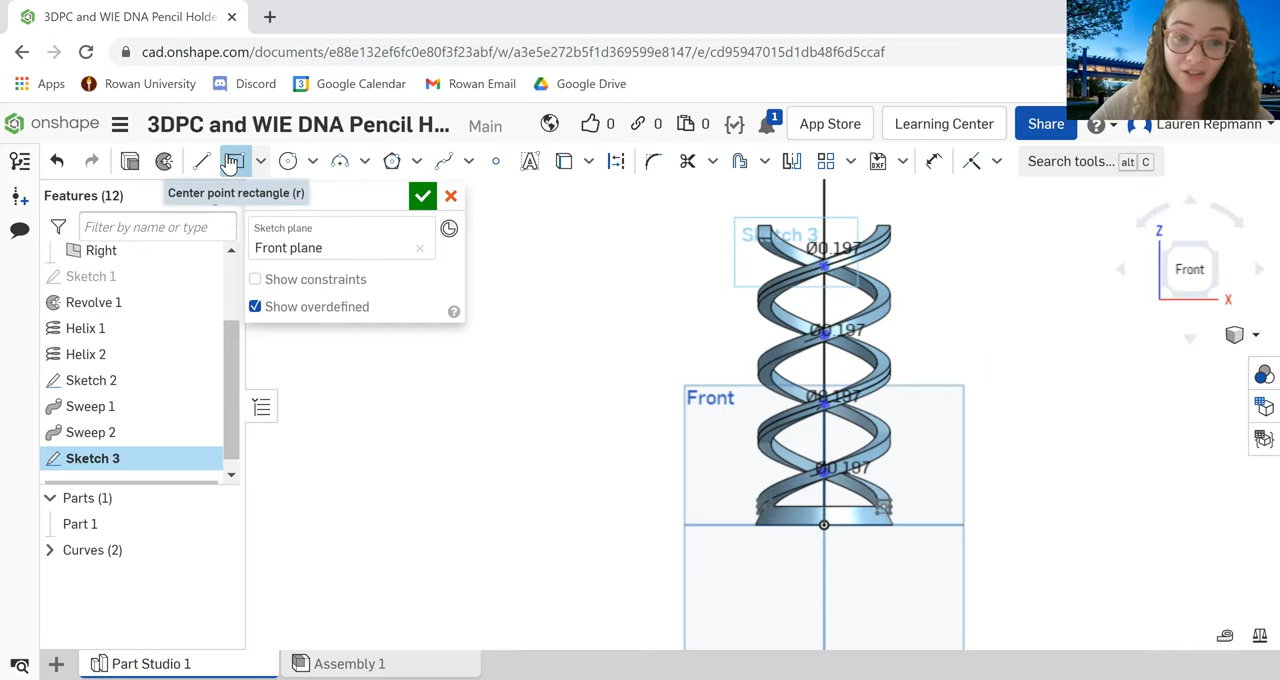 3DPC and WIE DNA Pencil Holde
cad.onshape.com/documents/e88e132ef6fc0e80f3f23abf/w/a3e5e272b5f1d369599e8147/e/cd95947015d1db48f6d5ccaf
Apps Rowan University Discord Google Calendar Rowan Email Google Drive
onshape 3DPC and WIE DNA Pencil H... Main 0 0 0 1 App Store Learning Center Share Lauren Repmann
Search tools... alt C
Features (12) Center point rectangle (r)
Filter by name or type
Sketch plane
Front plane
Show constraints
Show overdefined
Right
Sketch 1
Revolve 1
Helix 1
Helix 2
Sketch 2
Sweep 1
Sweep 2
Sketch 3
Parts (1)
Part 1
Curves (2)
Sketch 3
Ø0.197
Ø0.197
Front
Ø0.197
Ø0.197
Z
Front
X
Part Studio 1 Assembly 1